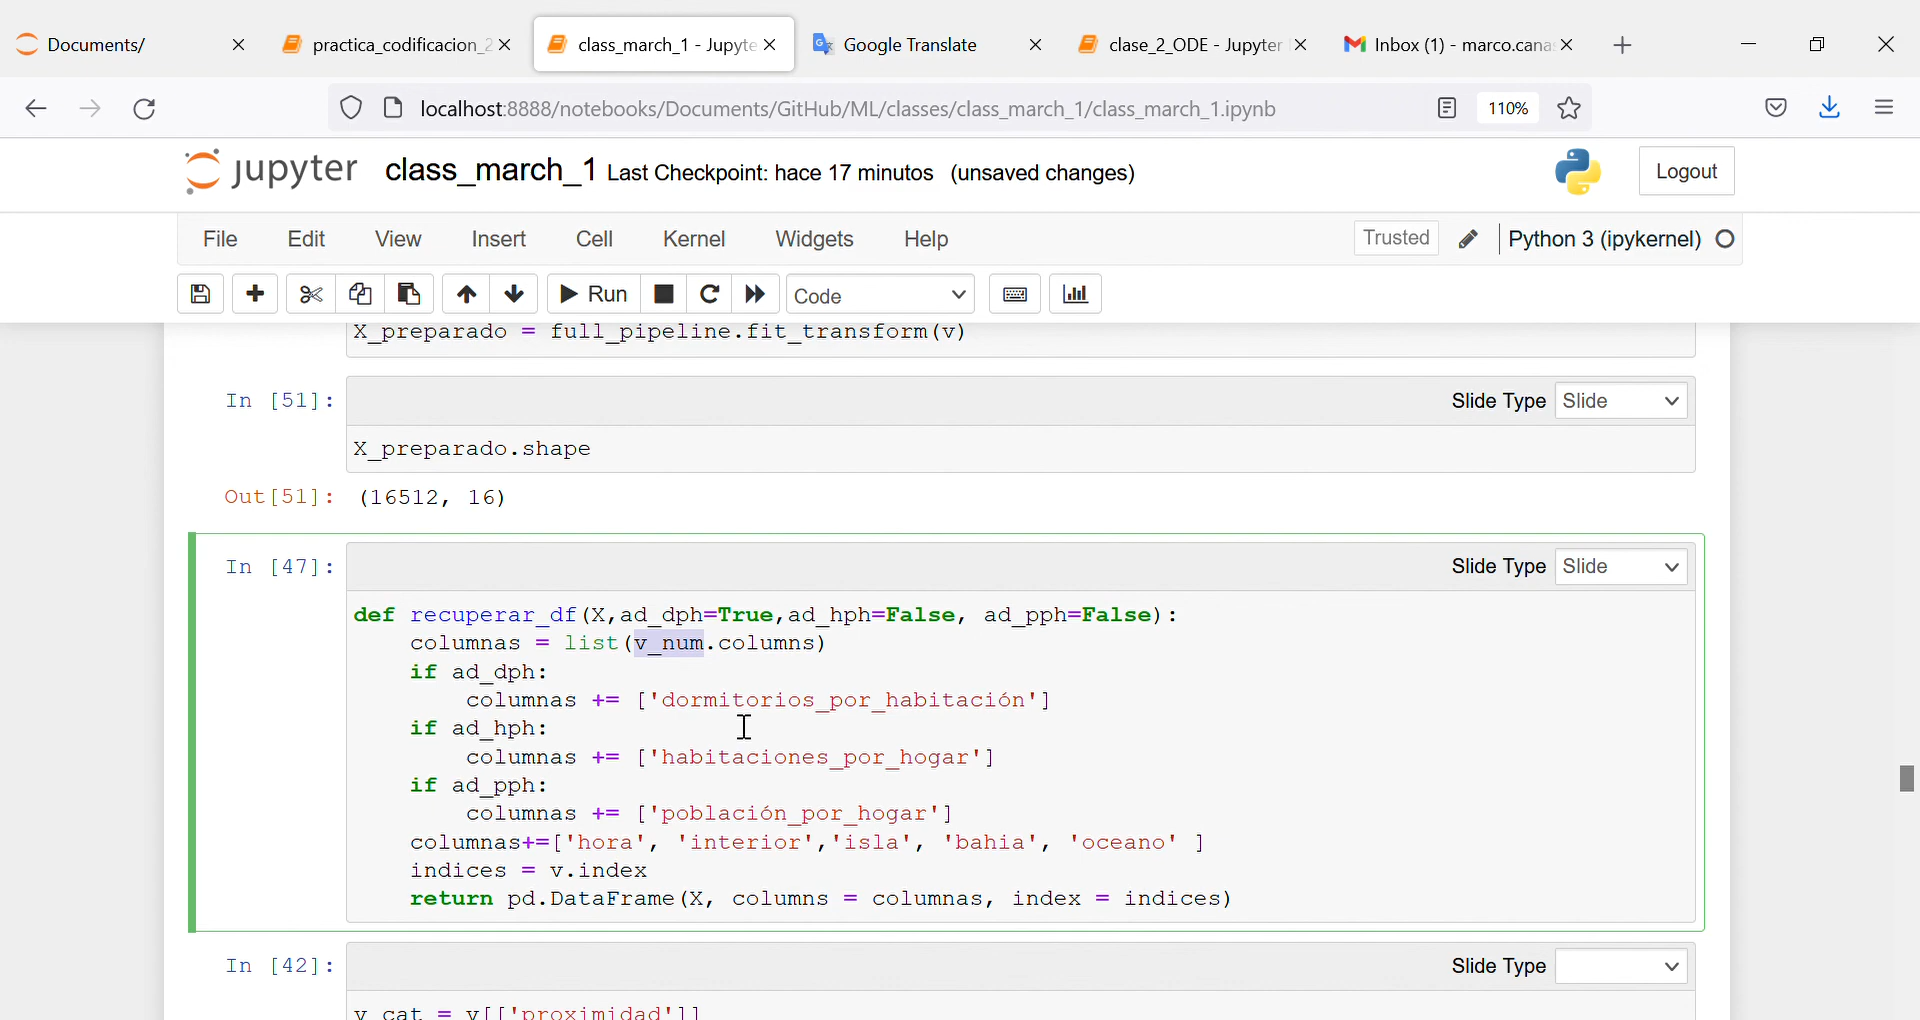 Documents/
practica_codificacion_2
class_march_1 - Jupyte
Google Translate
clase_2_ODE - Jupyter
Inbox (1) - marco.cana
localhost:8888/notebooks/Documents/GitHub/ML/classes/class_march_1/class_march_1.ipynb
110%
jupyter class_march_1 Last Checkpoint: hace 17 minutos (unsaved changes)
Logout
File Edit View Insert Cell Kernel Widgets Help
Trusted
Python 3 (ipykernel)
Run
Code
X_preparado = full_pipeline.fit_transform(v)
In [51]:
Slide Type Slide
X_preparado.shape
Out[51]: (16512, 16)
In [47]:
Slide Type Slide
def recuperar_df(X,ad_dph=True,ad_hph=False, ad_pph=False):
columnas = list(v_num.columns)
if ad_dph:
columnas += ['dormitorios_por_habitación']
if ad_hph:
columnas += ['habitaciones_por_hogar']
if ad_pph:
columnas += ['población_por_hogar']
columnas+=['hora', 'interior','isla', 'bahia', 'oceano' ]
indices = v.index
return pd.DataFrame(X, columns = columnas, index = indices)
In [42]:
Slide Type
v_cat = v[['proximidad']]